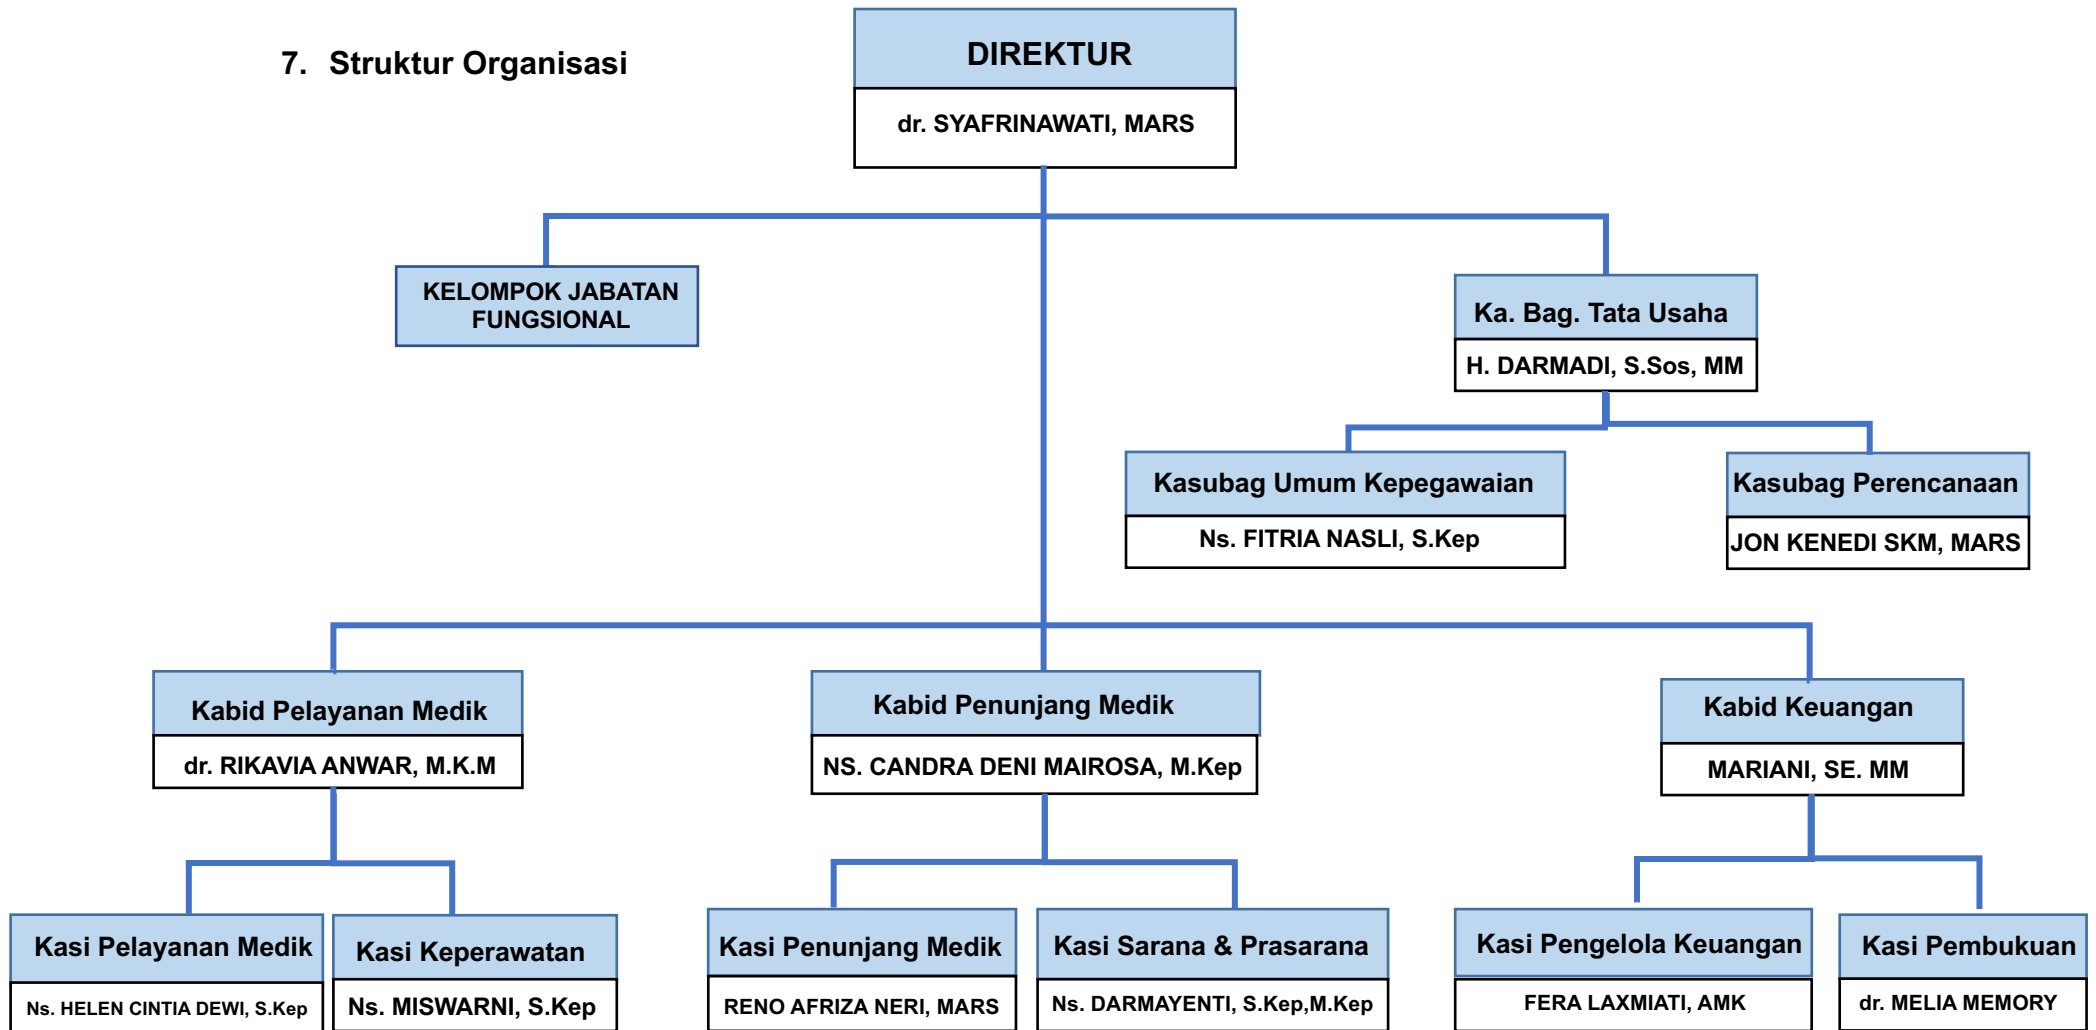 7. Struktur Organisasi
DIREKTUR
dr. SYAFRINAWATI, MARS
KELOMPOK JABATAN
FUNGSIONAL
Ka. Bag. Tata Usaha
H. DARMADI, S.Sos, MM
Kasubag Umum Kepegawaian
Ns. FITRIA NASLI, S.Kep
Kasubag Perencanaan
JON KENEDI SKM, MARS
Kabid Pelayanan Medik
dr. RIKAVIA ANWAR, M.K.M
Kabid Penunjang Medik
NS. CANDRA DENI MAIROSA, M.Kep
Kabid Keuangan
MARIANI, SE. MM
Kasi Pelayanan Medik
Ns. HELEN CINTIA DEWI, S.Kep
Kasi Keperawatan
Ns. MISWARNI, S.Kep
Kasi Penunjang Medik
RENO AFRIZA NERI, MARS
Kasi Sarana & Prasarana
Ns. DARMAYENTI, S.Kep,M.Kep
Kasi Pengelola Keuangan
FERA LAXMIATI, AMK
Kasi Pembukuan
dr. MELIA MEMORY